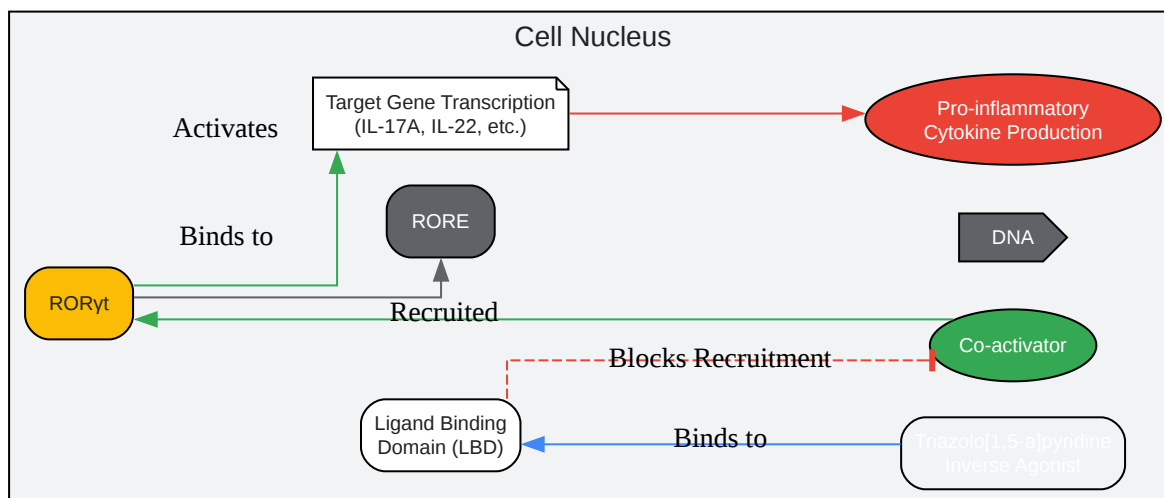 Cell Nucleus
Target Gene Transcription
(IL-17A, IL-22, etc.)
Pro-inflammatory
Cytokine Production
Activates
RORE
Binds to
DNA
RORγt
Recruited
Co-activator
Blocks Recruitment
Ligand Binding
Domain (LBD)
Binds to
Triazolo[1,5-a]pyridine
Inverse Agonist